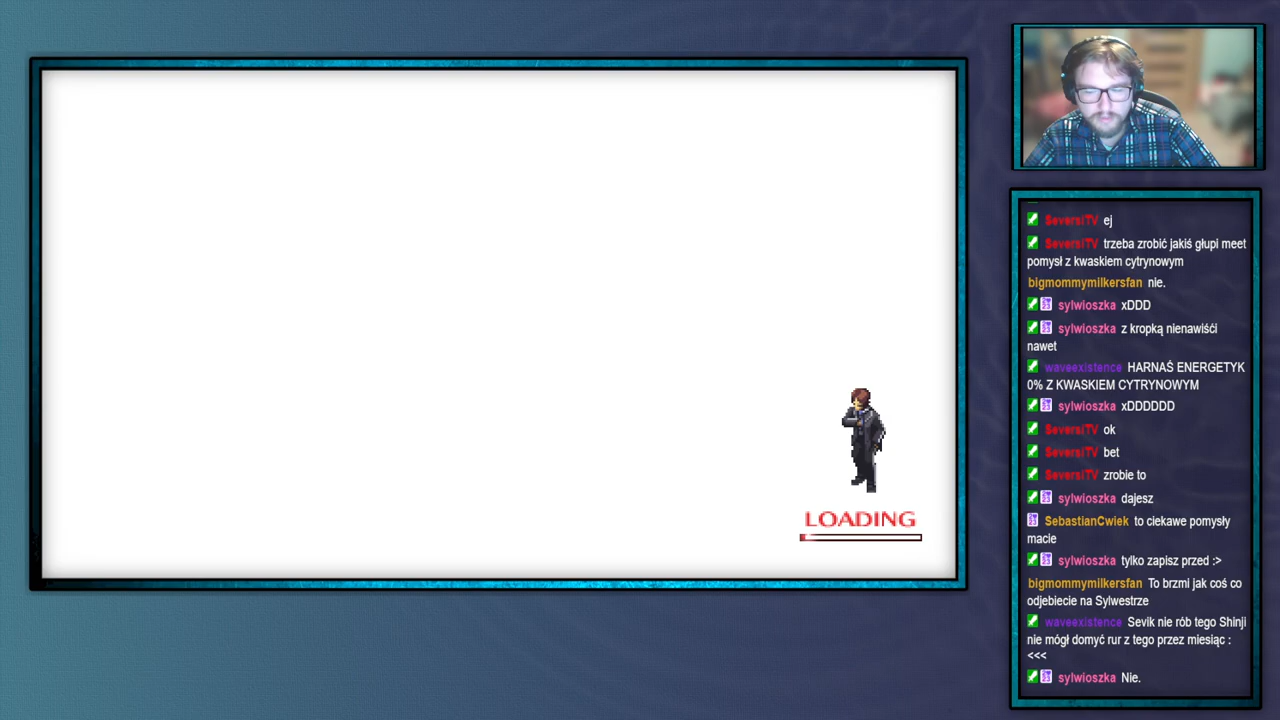 SeversiTV ej
SeversiTV trzeba zrobić jakiś głupi meet
pomysł z kwaskiem cytrynowym
bigmommymilkersfan nie.
sylwioszka xDDD
sylwioszka z kropką nienawiśći
nawet
waveexistence HARNAŚ ENERGETYK
0% Z KWASKIEM CYTRYNOWYM
sylwioszka xDDDDDD
SeversiTV ok
SeversiTV bet
SeversiTV zrobie to
sylwioszka dajesz
SebastianCwiek to ciekawe pomysły
macie
sylwioszka tylko zapisz przed :>
bigmommymilkersfan To brzmi jak coś co
odjebiecie na Sylwestrze
waveexistence Sevik nie rób tego Shinji
nie mógł domyć rur z tego przez miesiąc :
<<<
sylwioszka Nie.
LOADING